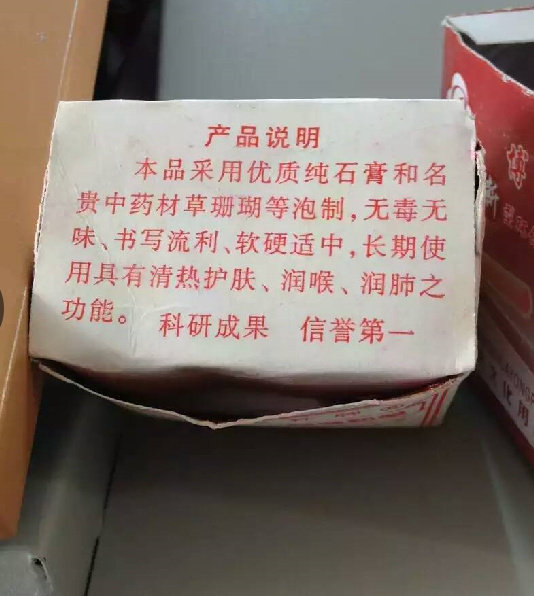 产品说明
本品采用优质纯石膏和名
贵中药材草珊瑚等泡制，无毒无
味、书写流利、软硬适中，长期使
用具有清热护肤、润喉、润肺之
功能。 科研成果 信誉第一
文化用